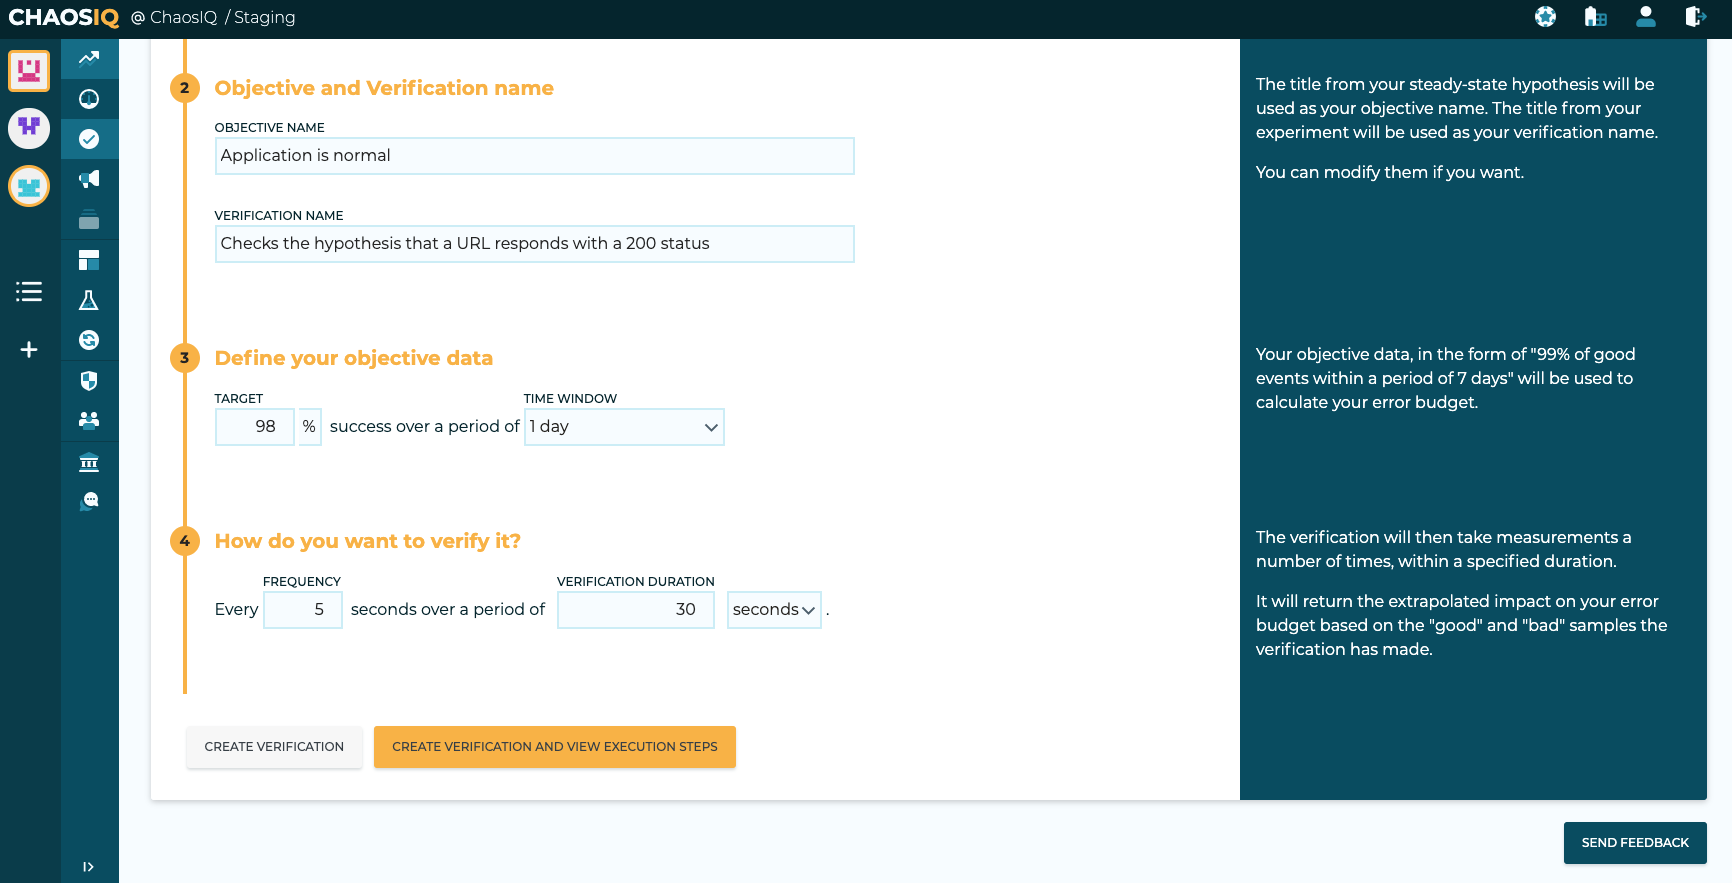 CHAOSIQ @ ChaosIQ / Staging
2 Objective and Verification name
OBJECTIVE NAME
Application is normal
VERIFICATION NAME
Checks the hypothesis that a URL responds with a 200 status
The title from your steady-state hypothesis will be
used as your objective name. The title from your
experiment will be used as your verification name.
You can modify them if you want.
3 Define your objective data
TARGET TIME WINDOW
98 % success over a period of 1 day
Your objective data, in the form of "99% of good
events within a period of 7 days" will be used to
calculate your error budget.
4 How do you want to verify it?
FREQUENCY VERIFICATION DURATION
Every 5 seconds over a period of 30 seconds .
The verification will then take measurements a
number of times, within a specified duration.
It will return the extrapolated impact on your error
budget based on the "good" and "bad" samples the
verification has made.
CREATE VERIFICATION CREATE VERIFICATION AND VIEW EXECUTION STEPS
SEND FEEDBACK